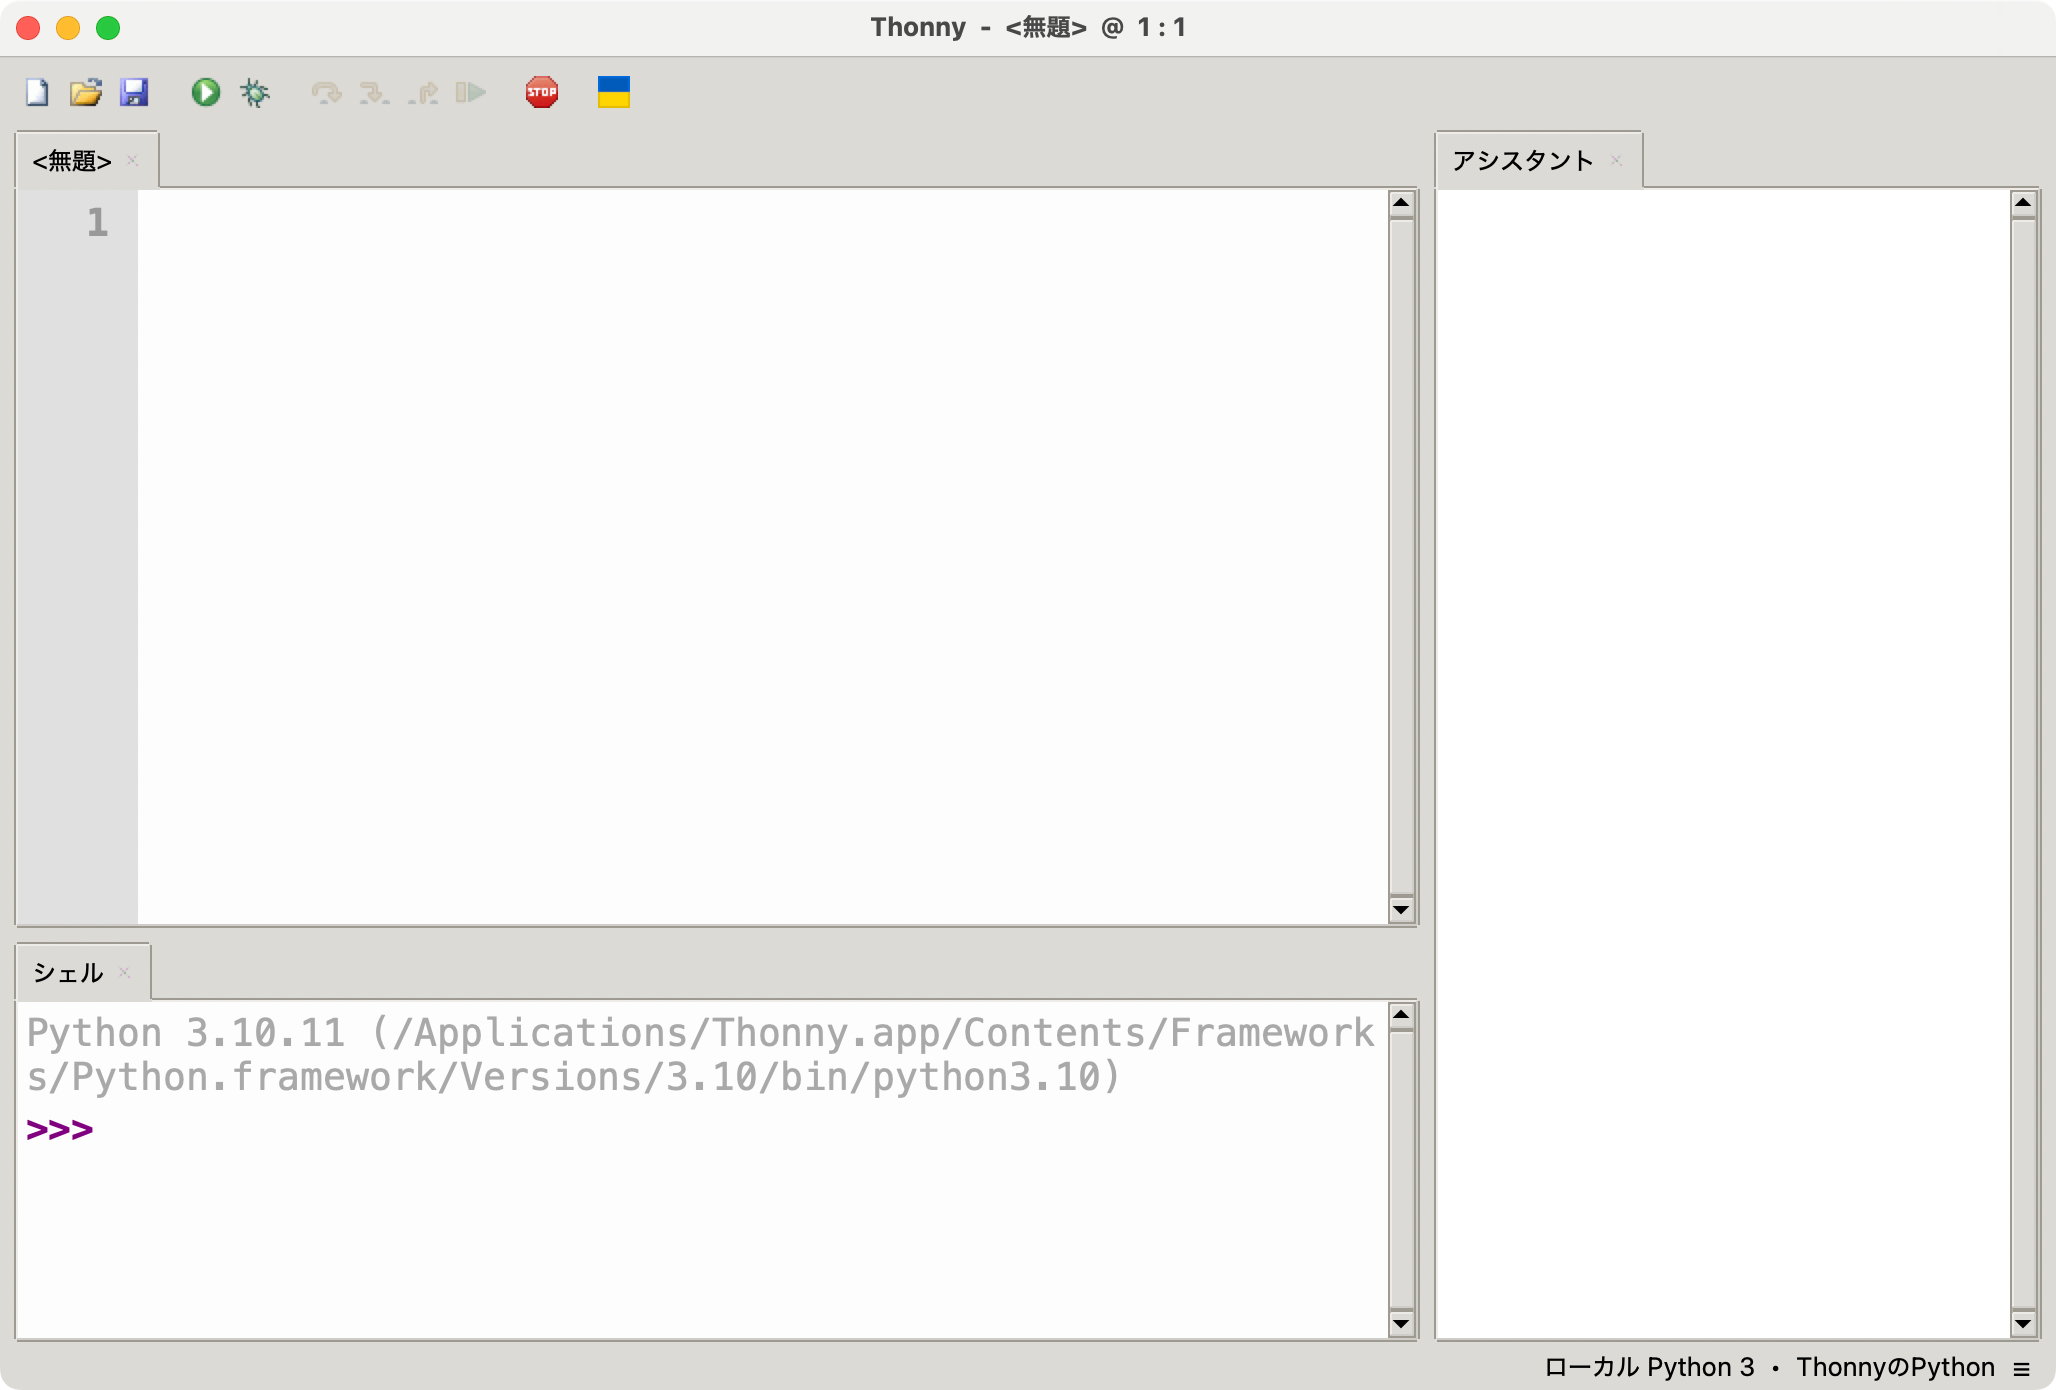 Thonny - <無題> @ 1:1
STOP
<無題>
アシスタント
1
シェル
Python 3.10.11 (/Applications/Thonny.app/Contents/Framework
s/Python.framework/Versions/3.10/bin/python3.10)
>>>
ローカル Python 3 • ThonnyのPython ≡